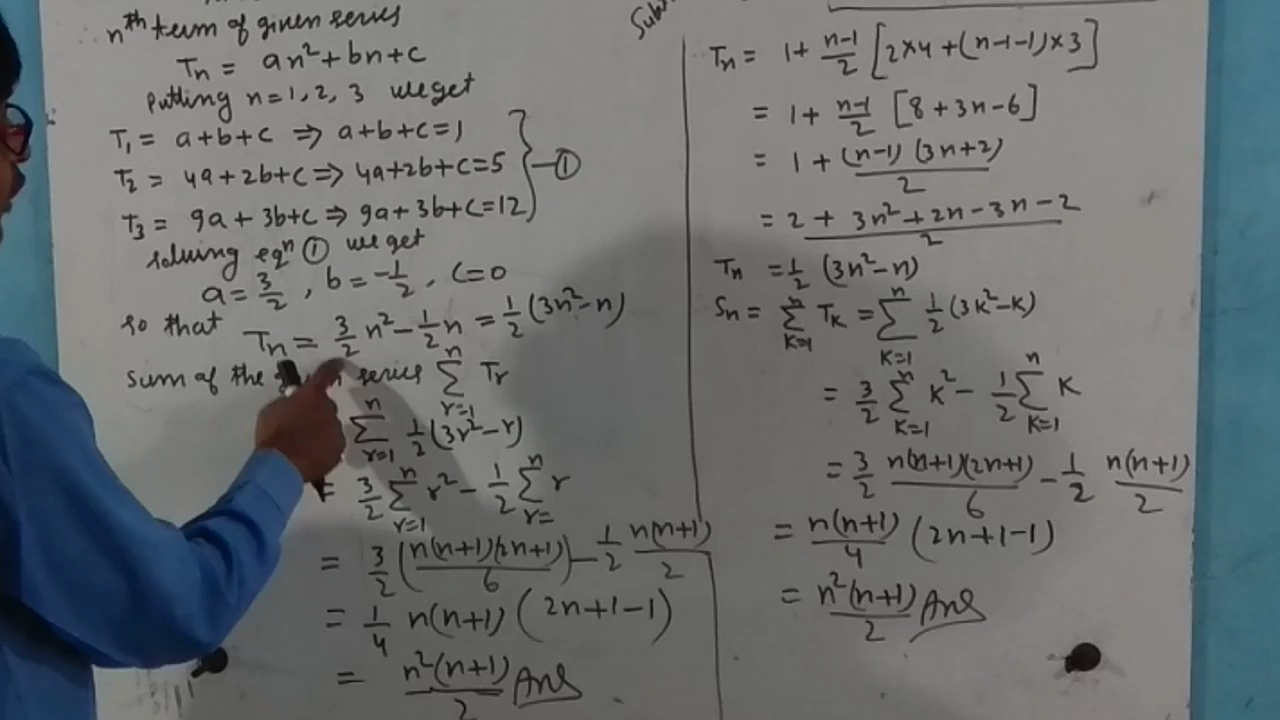 ∴ nth term of given series
Tn = an² + bn + c
Putting n = 1, 2, 3 we get
T₁ = a+b+c ⇒ a+b+c = 1
T₂ = 4a+2b+c ⇒ 4a+2b+c = 5
T₃ = 9a+3b+c ⇒ 9a+3b+c = 12 } — ①
solving eqn ① we get
a = 3/2, b = -1/2, c = 0
so that Tn = 3/2 n² - 1/2 n = 1/2 (3n² - n)
sum of the series ∑_{r=1}^{n} Tr
∑_{r=1}^{n} 1/2 (3r² - r)
= 3/2 ∑_{r=1}^{n} r² - 1/2 ∑_{r=}^{n} r
= 3/2 (n(n+1)(2n+1)/6) - 1/2 n(n+1)/2
= 1/4 n(n+1) (2n+1-1)
= n²(n+1)/2 Ans
Tn = 1 + (n-1)/2 [2×4 + (n-1-1)×3]
= 1 + (n-1)/2 [8 + 3n - 6]
= 1 + (n-1)(3n+2)/2
= (2 + 3n² + 2n - 3n - 2)/2
Tn = 1/2 (3n² - n)
Sn = ∑_{K=1}^{n} TK = ∑_{K=1}^{n} 1/2 (3K² - K)
= 3/2 ∑_{K=1}^{n} K² - 1/2 ∑_{K=1}^{n} K
= 3/2 n(n+1)(2n+1)/6 - 1/2 n(n+1)/2
= n(n+1)/4 (2n+1-1)
= n²(n+1)/2 Ans